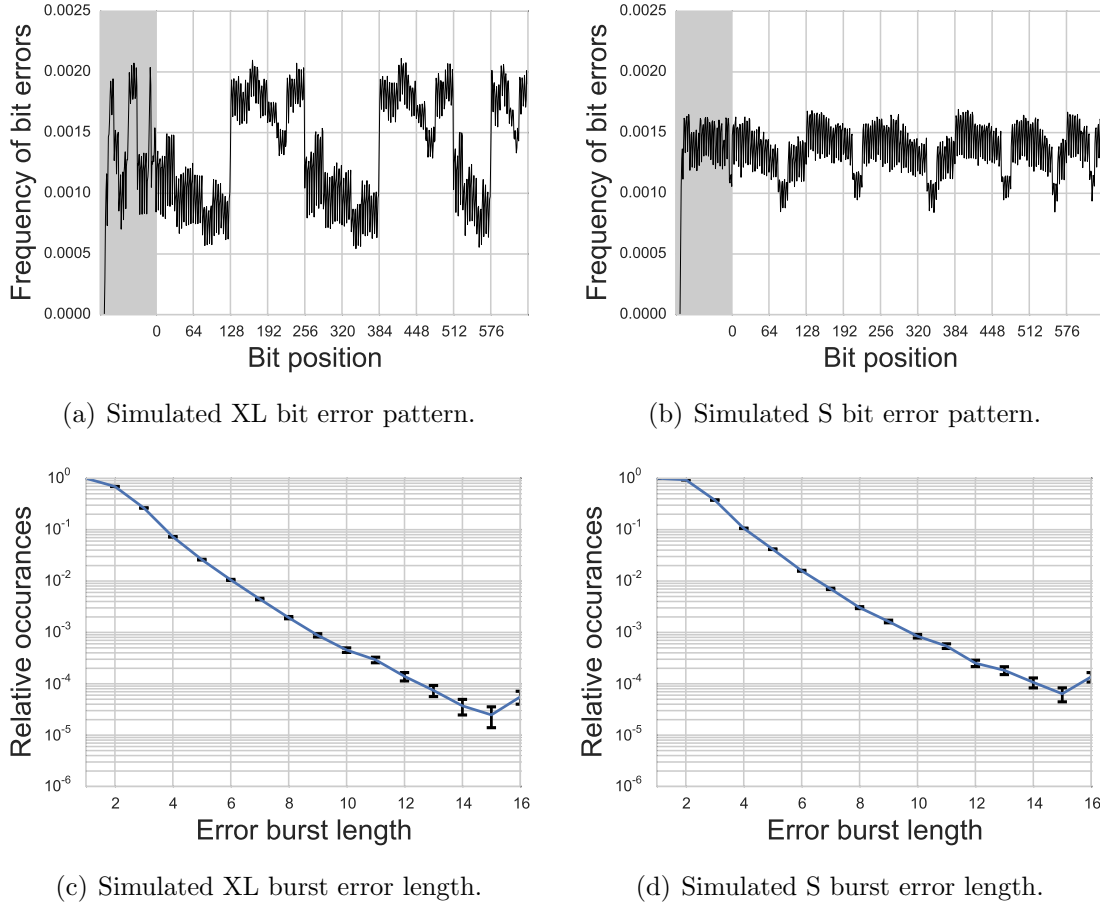 0.0025
0.0020
0.0015
0.0010
0.0005
0.0000
Frequency of bit errors
0 64 128 192 256 320 384 448 512 576
Bit position
(a) Simulated XL bit error pattern.
0.0025
0.0020
0.0015
0.0010
0.0005
0.0000
Frequency of bit errors
0 64 128 192 256 320 384 448 512 576
Bit position
(b) Simulated S bit error pattern.
10^0
10^-1
10^-2
10^-3
10^-4
10^-5
10^-6
Relative occurances
2 4 6 8 10 12 14 16
Error burst length
(c) Simulated XL burst error length.
10^0
10^-1
10^-2
10^-3
10^-4
10^-5
10^-6
Relative occurances
2 4 6 8 10 12 14 16
Error burst length
(d) Simulated S burst error length.